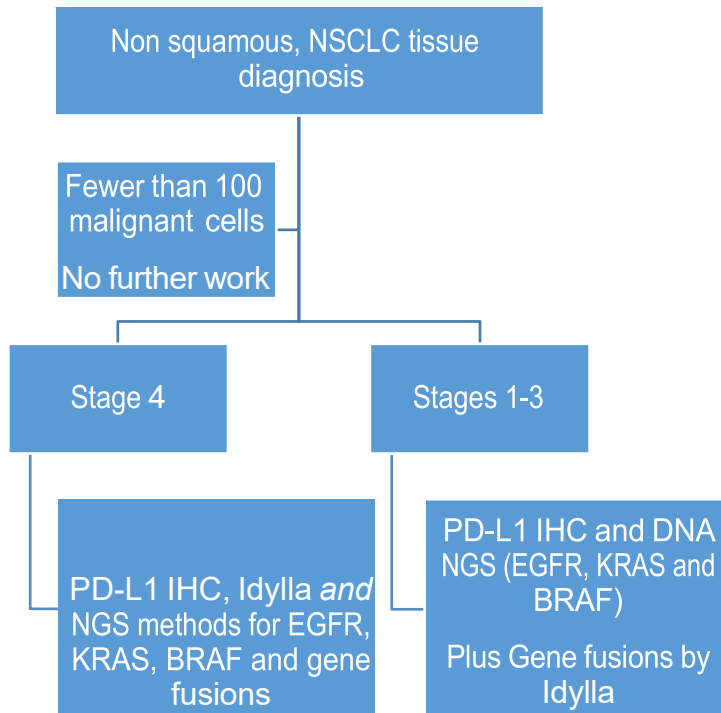 Non squamous, NSCLC tissue
diagnosis
Fewer than 100
malignant cells
No further work
Stage 4
Stages 1-3
PD-L1 IHC, Idylla and
NGS methods for EGFR,
KRAS, BRAF and gene
fusions
PD-L1 IHC and DNA
NGS (EGFR, KRAS and
BRAF)
Plus Gene fusions by
Idylla